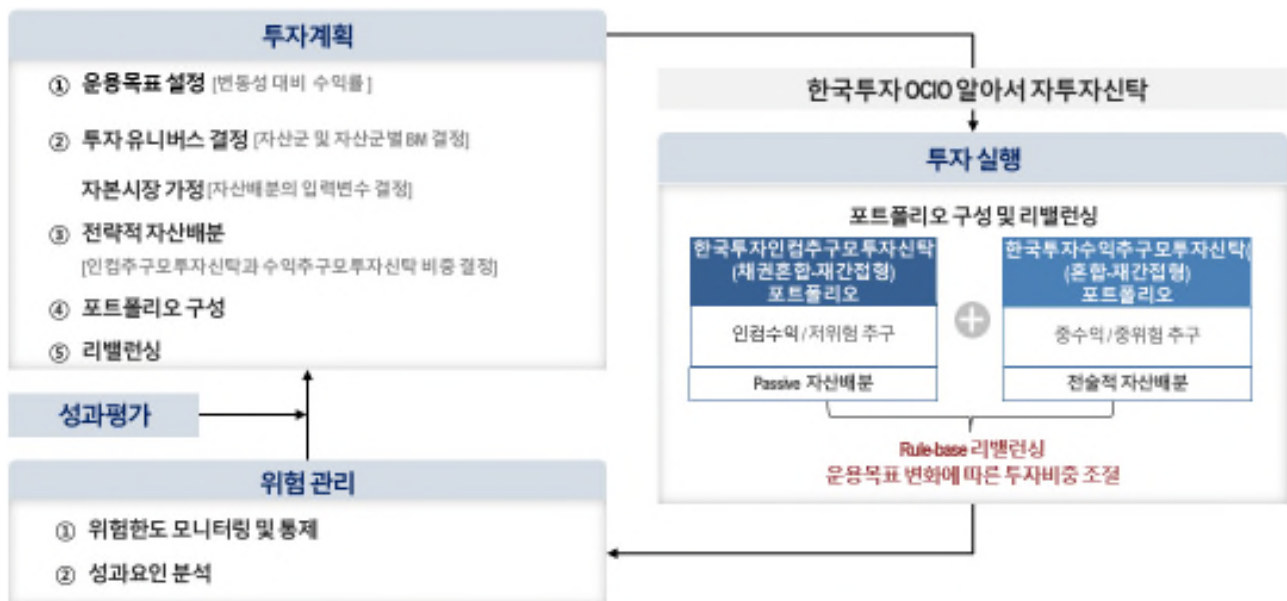 투자계획
① 운용목표 설정 [변동성 대비 수익률]
② 투자 유니버스 결정 [자산군 및 자산군별 BM 결정]
자본시장 가정 [자산배분의 입력변수 결정]
③ 전략적 자산배분
[인컴추구모투자신탁과 수익추구모투자신탁 비중 결정]
④ 포트폴리오 구성
⑤ 리밸런싱
성과평가
위험 관리
① 위험한도 모니터링 및 통제
② 성과요인 분석
한국투자 OCIO 알아서 자투자신탁
투자 실행
포트폴리오 구성 및 리밸런싱
한국투자인컴추구모투자신탁
(채권혼합-재간접형)
포트폴리오
인컴수익/저위험 추구
Passive 자산배분
한국투자수익추구모투자신탁(
(혼합-재간접형)
포트폴리오
중수익/중위험 추구
전술적 자산배분
Rule-base 리밸런싱
운용목표 변화에 따른 투자비중 조절